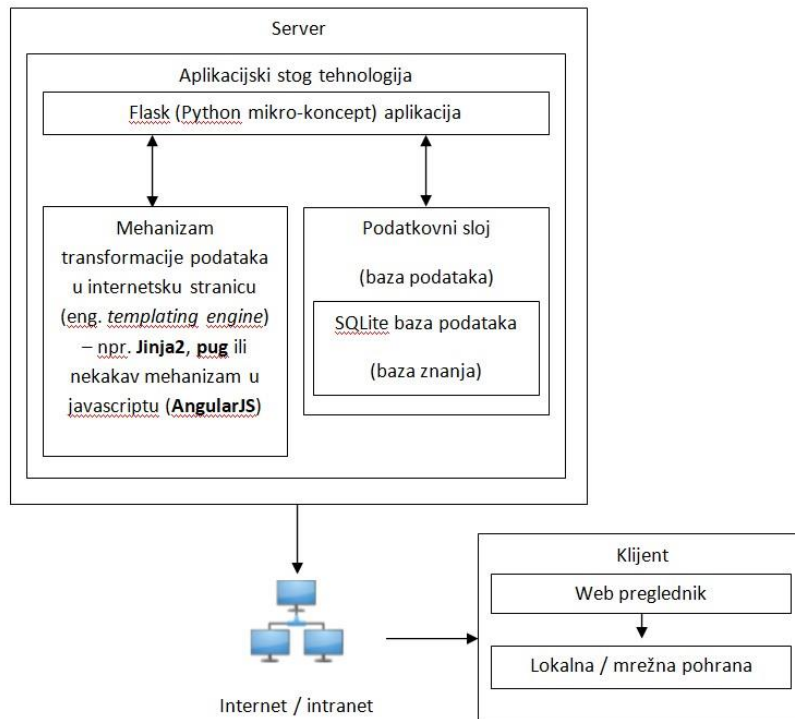 Server
Aplikacijski stog tehnologija
Flask (Python mikro-koncept) aplikacija
Mehanizam
transformacije podataka
u internetsku stranicu
(eng. templating engine)
– npr. Jinja2, pug ili
nekakav mehanizam u
javascriptu (AngularJS)
Podatkovni sloj
(baza podataka)
SQLite baza podataka
(baza znanja)
Klijent
Web preglednik
Lokalna / mrežna pohrana
Internet / intranet